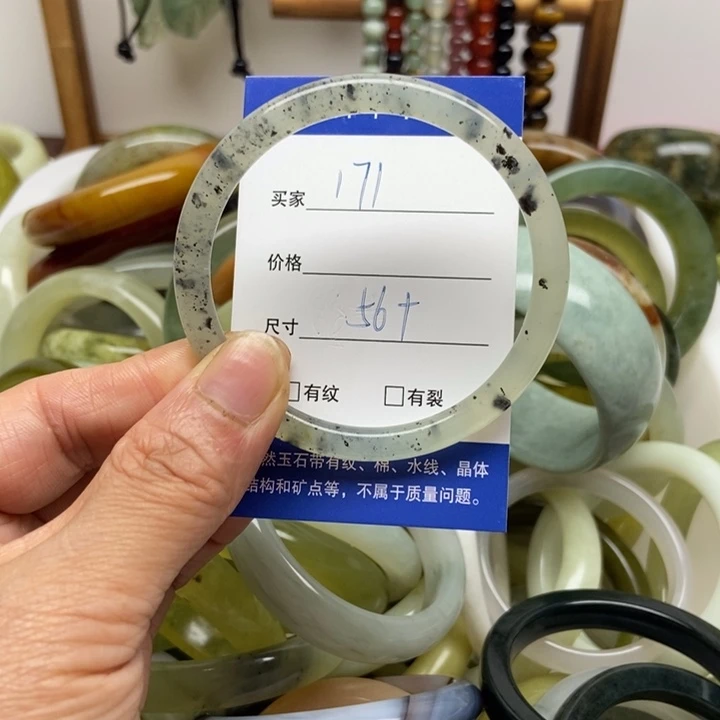 买家 171
价格
尺寸 56+
□有纹 □有裂
然玉石带有纹、棉、水线、晶体
结构和矿点等，不属于质量问题。